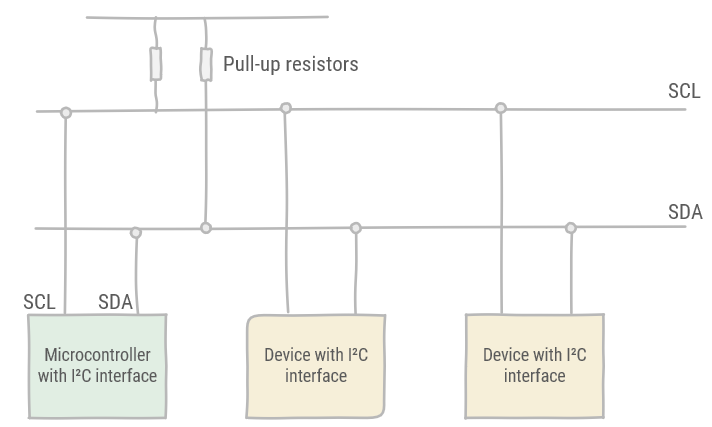 Pull-up resistors
SCL
SDA
SCL
SDA
Microcontroller
with I²C interface
Device with I²C
interface
Device with I²C
interface